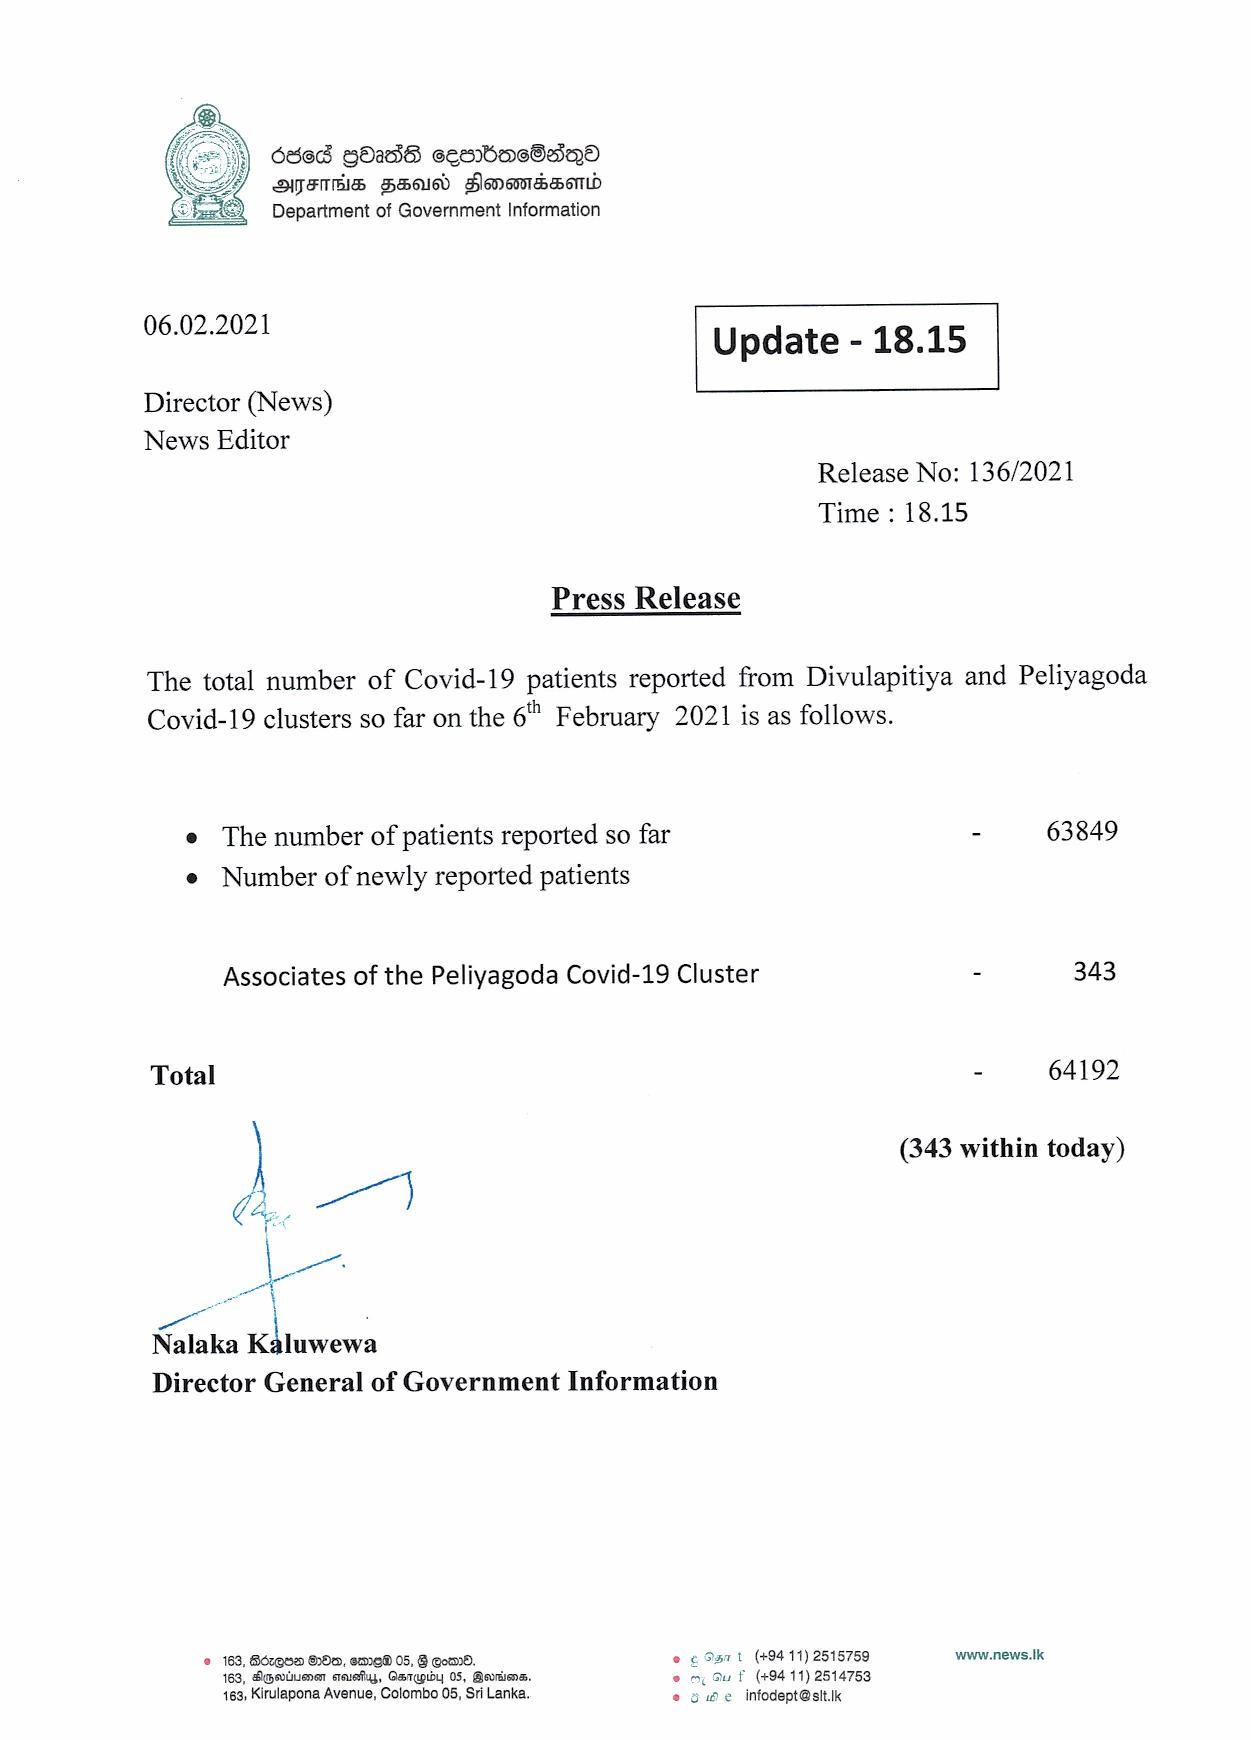 රජයේ ප්‍රවෘත්ති දෙපාර්තමේන්තුව
அரசாங்க தகவல் திணைக்களம்
Department of Government Information
06.02.2021
Update - 18.15
Director (News)
News Editor
Release No: 136/2021
Time : 18.15
Press Release
The total number of Covid-19 patients reported from Divulapitiya and Peliyagoda
Covid-19 clusters so far on the 6th February 2021 is as follows.
• The number of patients reported so far - 63849
• Number of newly reported patients
Associates of the Peliyagoda Covid-19 Cluster - 343
Total - 64192
(343 within today)
Nalaka Kaluwewa
Director General of Government Information
• 163, කිරුලපන මාවත, කොළඹ 05, ශ්‍රී ලංකාව.
163, கிருலப்பனை எவனியூ, கொழும்பு 05, இலங்கை.
163, Kirulapona Avenue, Colombo 05, Sri Lanka.
• දු தொ t (+94 11) 2515759
• ෆැ பெ f (+94 11) 2514753
• ඊ மி e infodept@slt.lk
www.news.lk